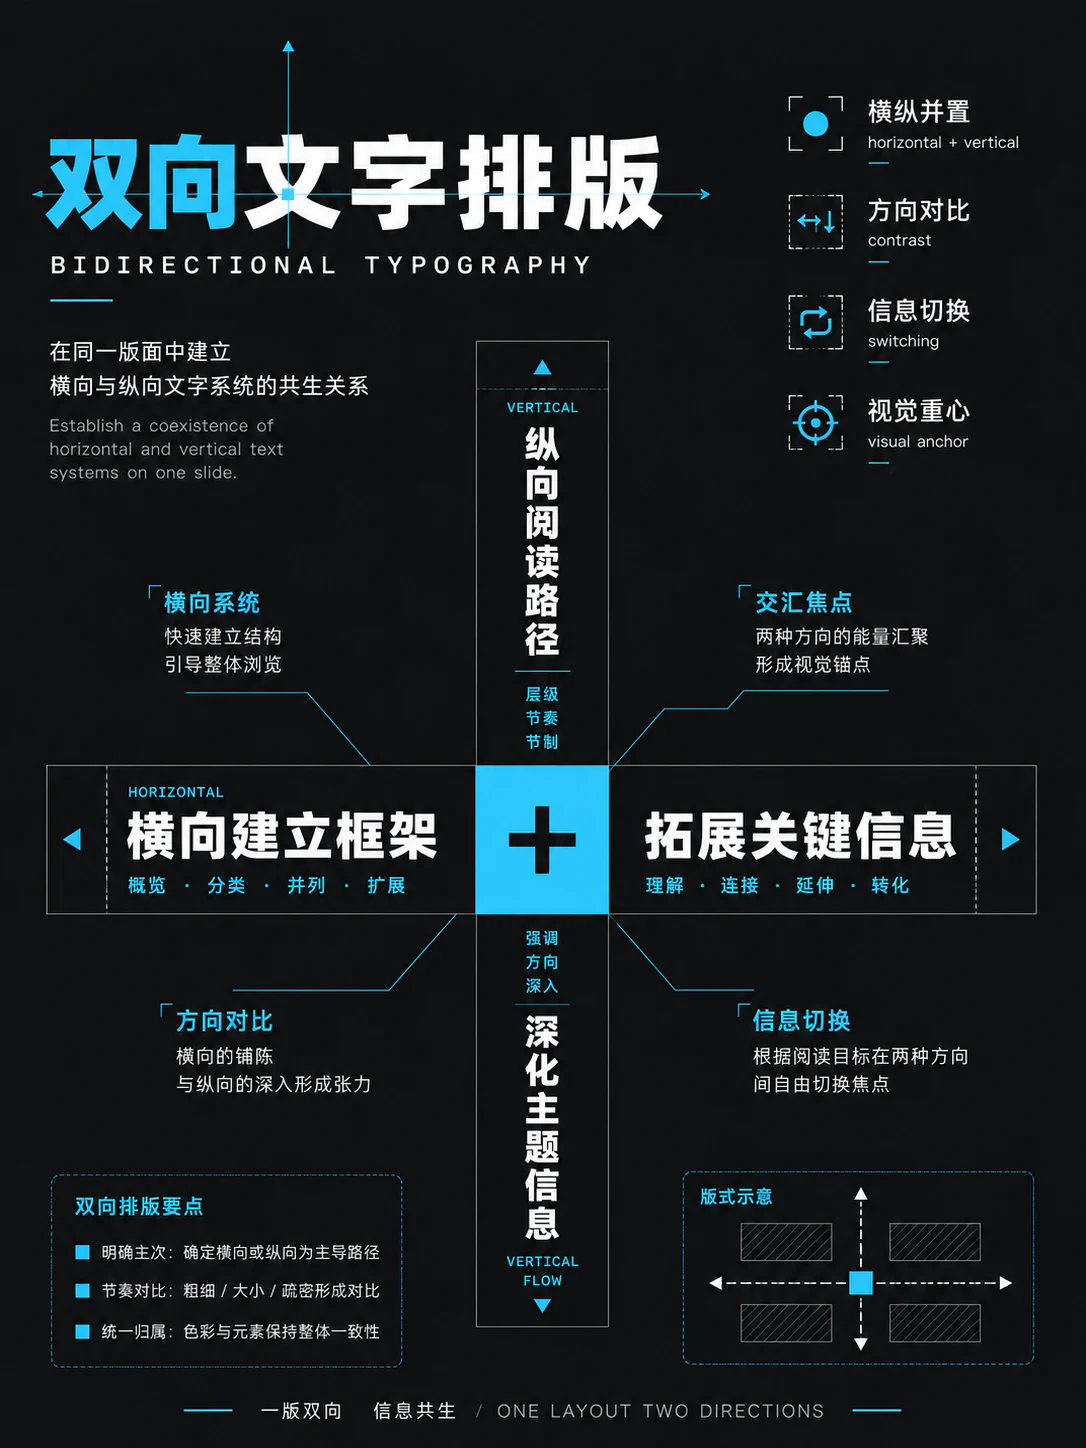 双向文字排版
BIDIRECTIONAL TYPOGRAPHY
在同一版面中建立
横向与纵向文字系统的共生关系
Establish a coexistence of
horizontal and vertical text
systems on one slide.
横纵并置
horizontal + vertical
方向对比
contrast
信息切换
switching
视觉重心
visual anchor
VERTICAL
纵向阅读路径
层级
节奏
节制
横向系统
快速建立结构
引导整体浏览
交汇焦点
两种方向的能量汇聚
形成视觉锚点
HORIZONTAL
横向建立框架
概览 · 分类 · 并列 · 扩展
拓展关键信息
理解 · 连接 · 延伸 · 转化
强调
方向
深入
深化主题信息
VERTICAL
FLOW
方向对比
横向的铺陈
与纵向的深入形成张力
信息切换
根据阅读目标在两种方向
间自由切换焦点
双向排版要点
明确主次：确定横向或纵向为主导路径
节奏对比：粗细 / 大小 / 疏密形成对比
统一归属：色彩与元素保持整体一致性
版式示意
一版双向 信息共生 / ONE LAYOUT TWO DIRECTIONS